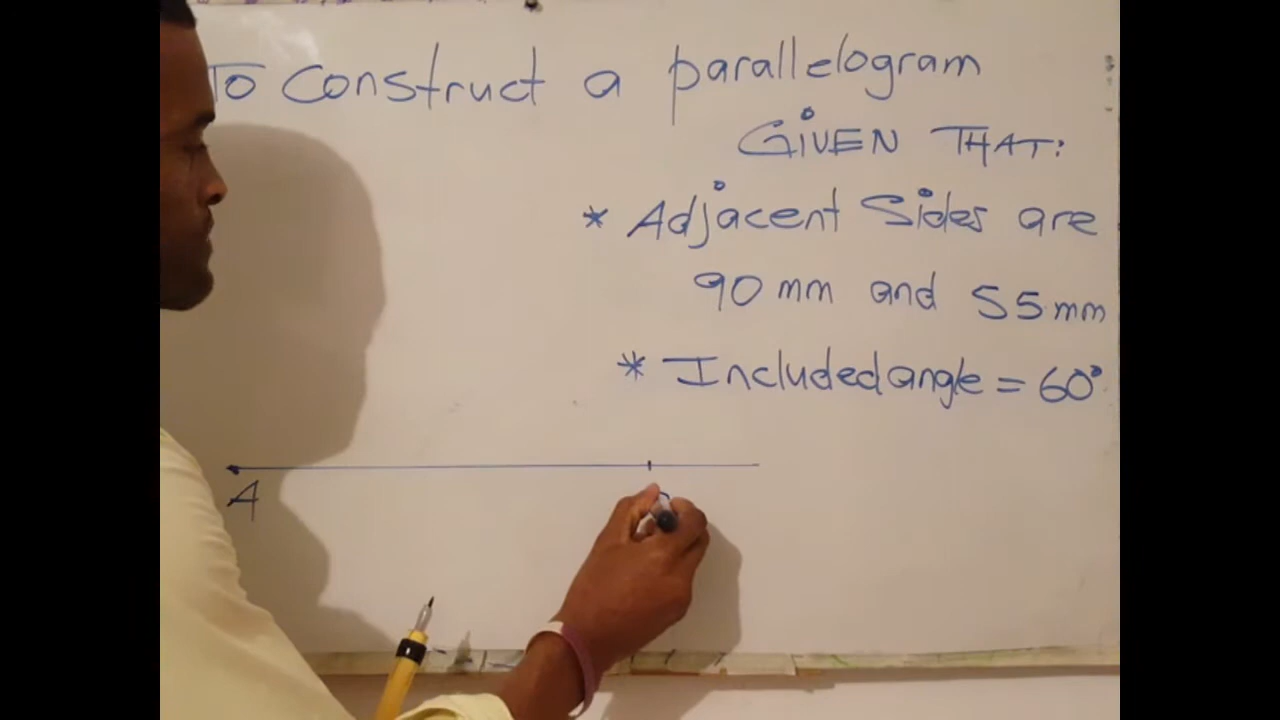 To construct a parallelogram
GIVEN THAT:
* Adjacent Sides are
90 mm and 55 mm
* Included angle = 60°
A